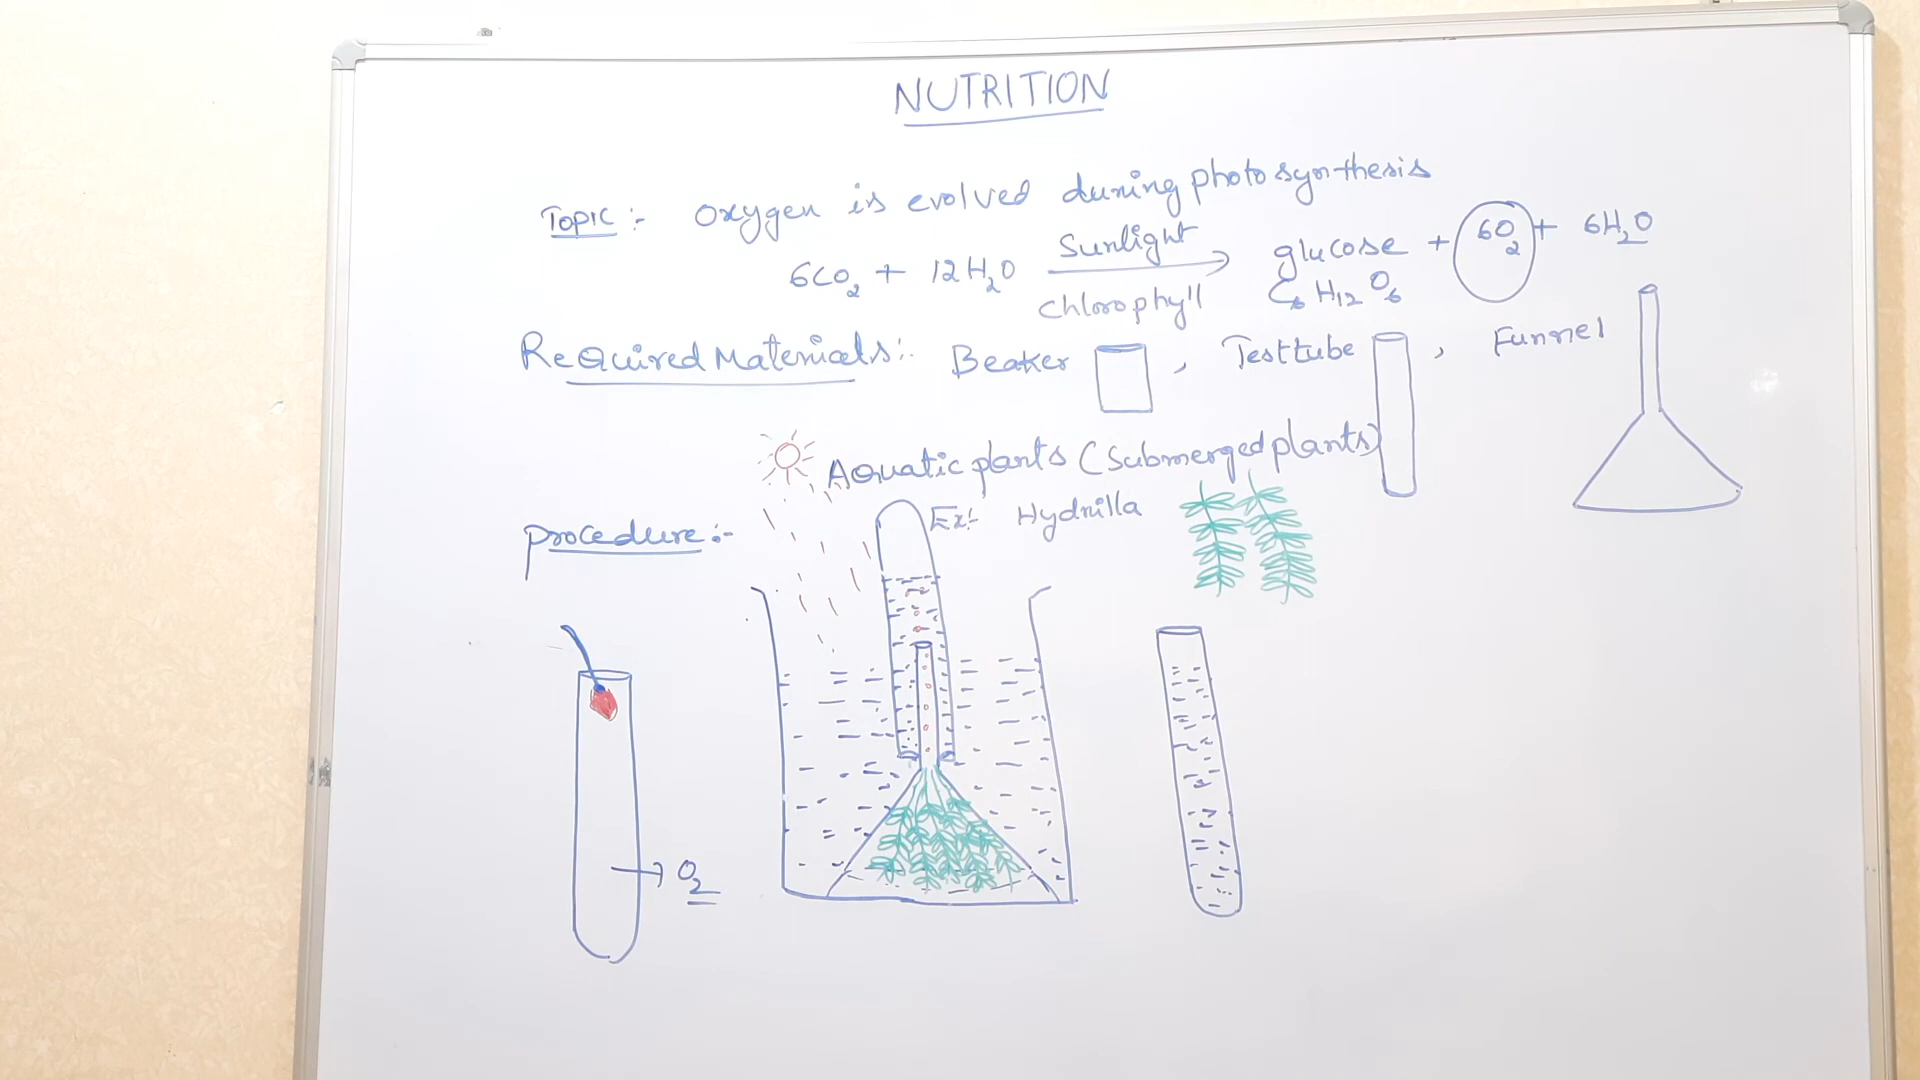 NUTRITION
Topic :- Oxygen is evolved during photosynthesis
6CO2 + 12H2O Sunlight → chlorophyll glucose C6H12O6 + 6O2 + 6H2O
Required Materials:- Beaker , Test tube , Funnel
Aquatic plants (Submerged plants)
Ex:- Hydrilla
procedure :-
O2